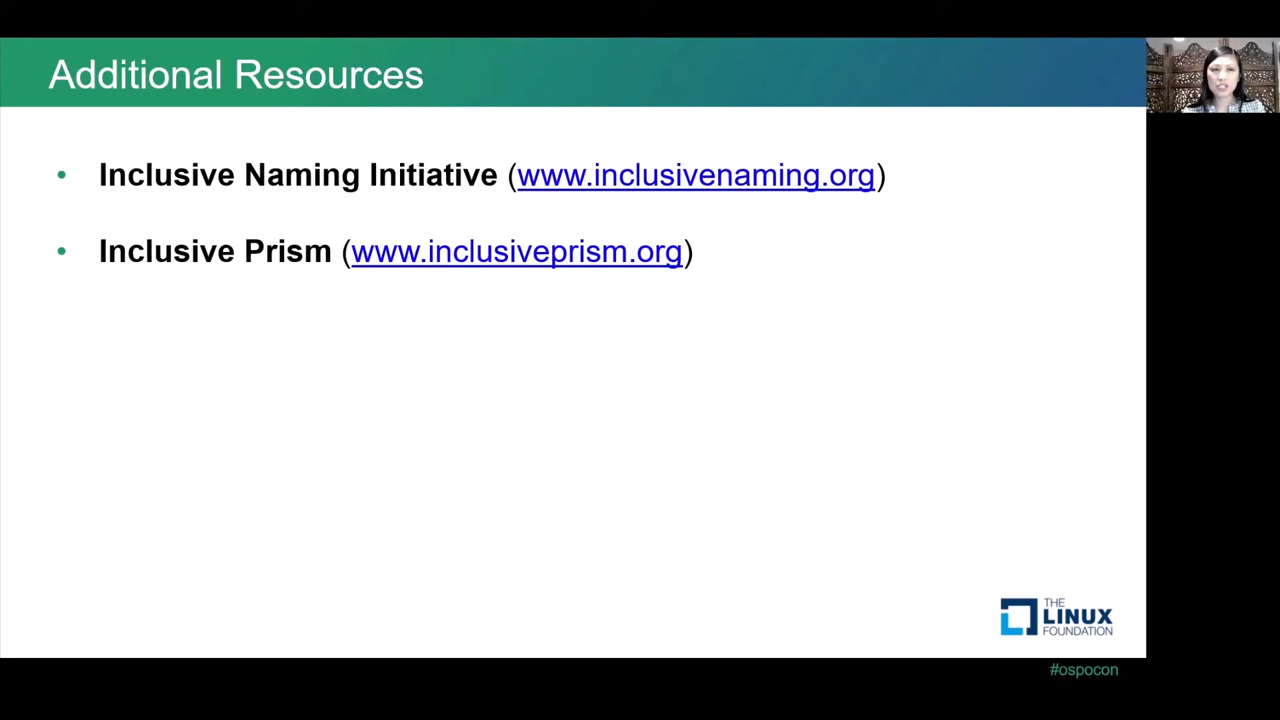 Additional Resources
• Inclusive Naming Initiative (www.inclusivenaming.org)
• Inclusive Prism (www.inclusiveprism.org)
THE
LINUX
FOUNDATION
#ospocon